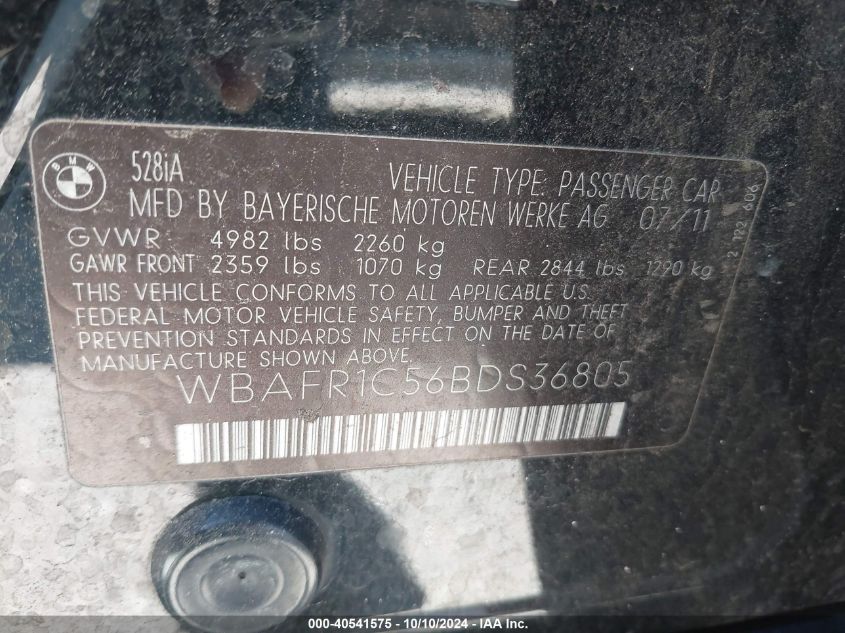 BMW
528iA
VEHICLE TYPE: PASSENGER CAR
MFD BY BAYERISCHE MOTOREN WERKE AG 07/11
GVWR 4982 lbs 2260 kg
GAWR FRONT 2359 lbs 1070 kg REAR 2844 lbs 1290 kg
THIS VEHICLE CONFORMS TO ALL APPLICABLE U.S.
FEDERAL MOTOR VEHICLE SAFETY, BUMPER AND THEFT
PREVENTION STANDARDS IN EFFECT ON THE DATE OF
MANUFACTURE SHOWN ABOVE.
WBAFR1C56BDS36805
000-40541575 - 10/10/2024 - IAA Inc.